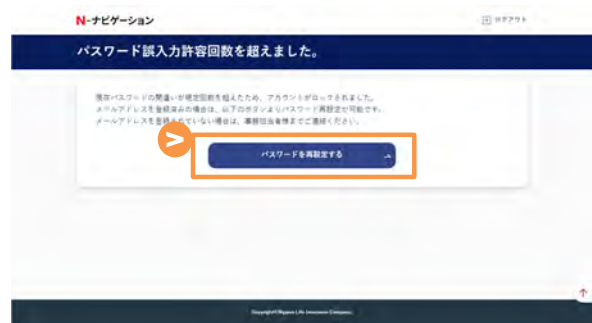 N-ナビゲーション
ログアウト
パスワード誤入力許容回数を超えました。
現在パスワードの間違いが規定回数を超えたため、アカウントがロックされました。
メールアドレスを登録済みの場合は、以下のボタンよりパスワード再設定が可能です。
メールアドレスを登録されていない場合は、事務担当者様までご連絡ください。
パスワードを再設定する
Copyright© Nippon Life Insurance Company.